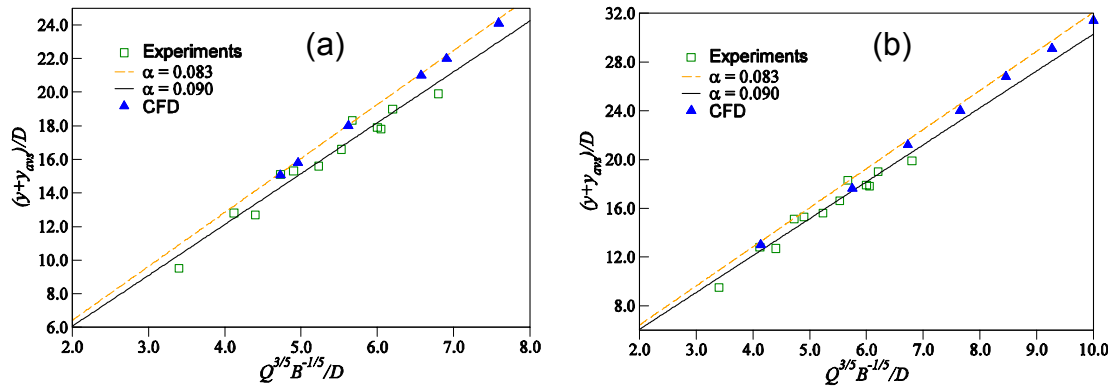 (a)
Experiments
α = 0.083
α = 0.090
CFD
24.0
22.0
20.0
18.0
16.0
14.0
12.0
10.0
8.0
6.0
(y+y_avs)/D
2.0 3.0 4.0 5.0 6.0 7.0 8.0
Q^{3/5}B^{-1/5}/D
(b)
Experiments
α = 0.083
α = 0.090
CFD
32.0
28.0
24.0
20.0
16.0
12.0
8.0
(y+y_avs)/D
2.0 3.0 4.0 5.0 6.0 7.0 8.0 9.0 10.0
Q^{3/5}B^{-1/5}/D